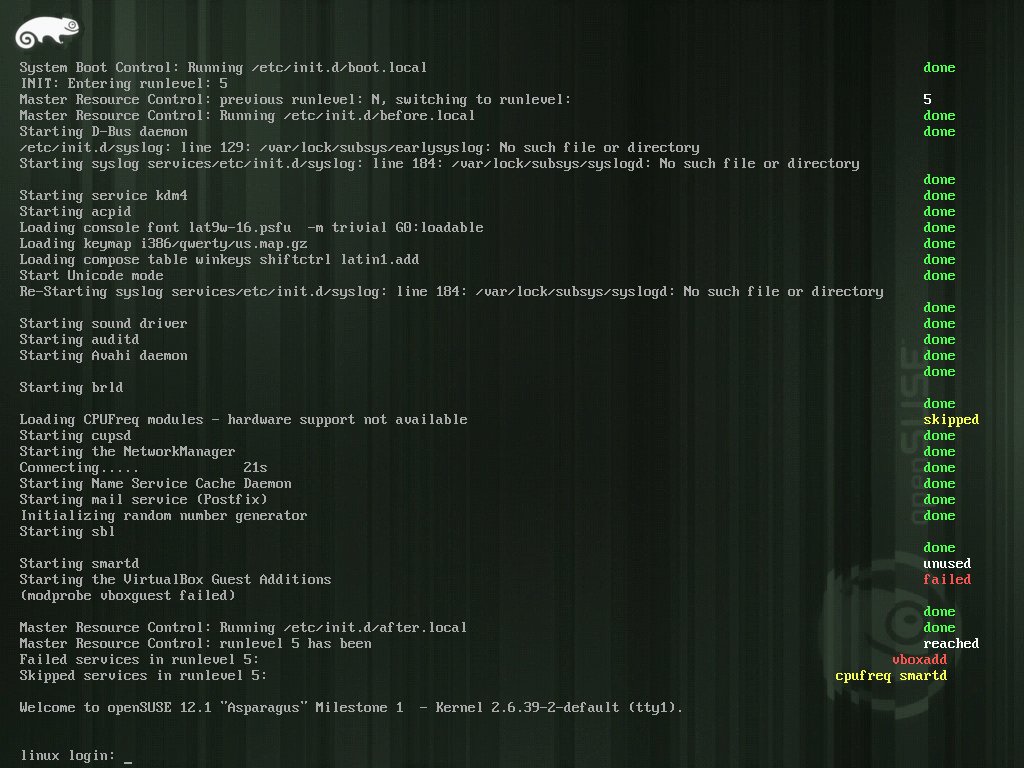 System Boot Control: Running /etc/init.d/boot.local done
INIT: Entering runlevel: 5
Master Resource Control: previous runlevel: N, switching to runlevel: 5
Master Resource Control: Running /etc/init.d/before.local done
Starting D-Bus daemon done
/etc/init.d/syslog: line 129: /var/lock/subsys/earlysyslog: No such file or directory
Starting syslog services/etc/init.d/syslog: line 184: /var/lock/subsys/syslogd: No such file or directory
done
Starting service kdm4 done
Starting acpid done
Loading console font lat9w-16.psfu  -m trivial G0:loadable done
Loading keymap i386/qwerty/us.map.gz done
Loading compose table winkeys shiftctrl latin1.add done
Start Unicode mode done
Re-Starting syslog services/etc/init.d/syslog: line 184: /var/lock/subsys/syslogd: No such file or directory
done
Starting sound driver done
Starting auditd done
Starting Avahi daemon done
done
Starting brld
done
Loading CPUFreq modules - hardware support not available skipped
Starting cupsd done
Starting the NetworkManager done
Connecting..... 21s done
Starting Name Service Cache Daemon done
Starting mail service (Postfix) done
Initializing random number generator done
Starting sbl
done
Starting smartd unused
Starting the VirtualBox Guest Additions failed
(modprobe vboxguest failed)
done
Master Resource Control: Running /etc/init.d/after.local done
Master Resource Control: runlevel 5 has been reached
Failed services in runlevel 5: vboxadd
Skipped services in runlevel 5: cpufreq smartd
Welcome to openSUSE 12.1 "Asparagus" Milestone 1  - Kernel 2.6.39-2-default (tty1).
linux login: _
openSUSE